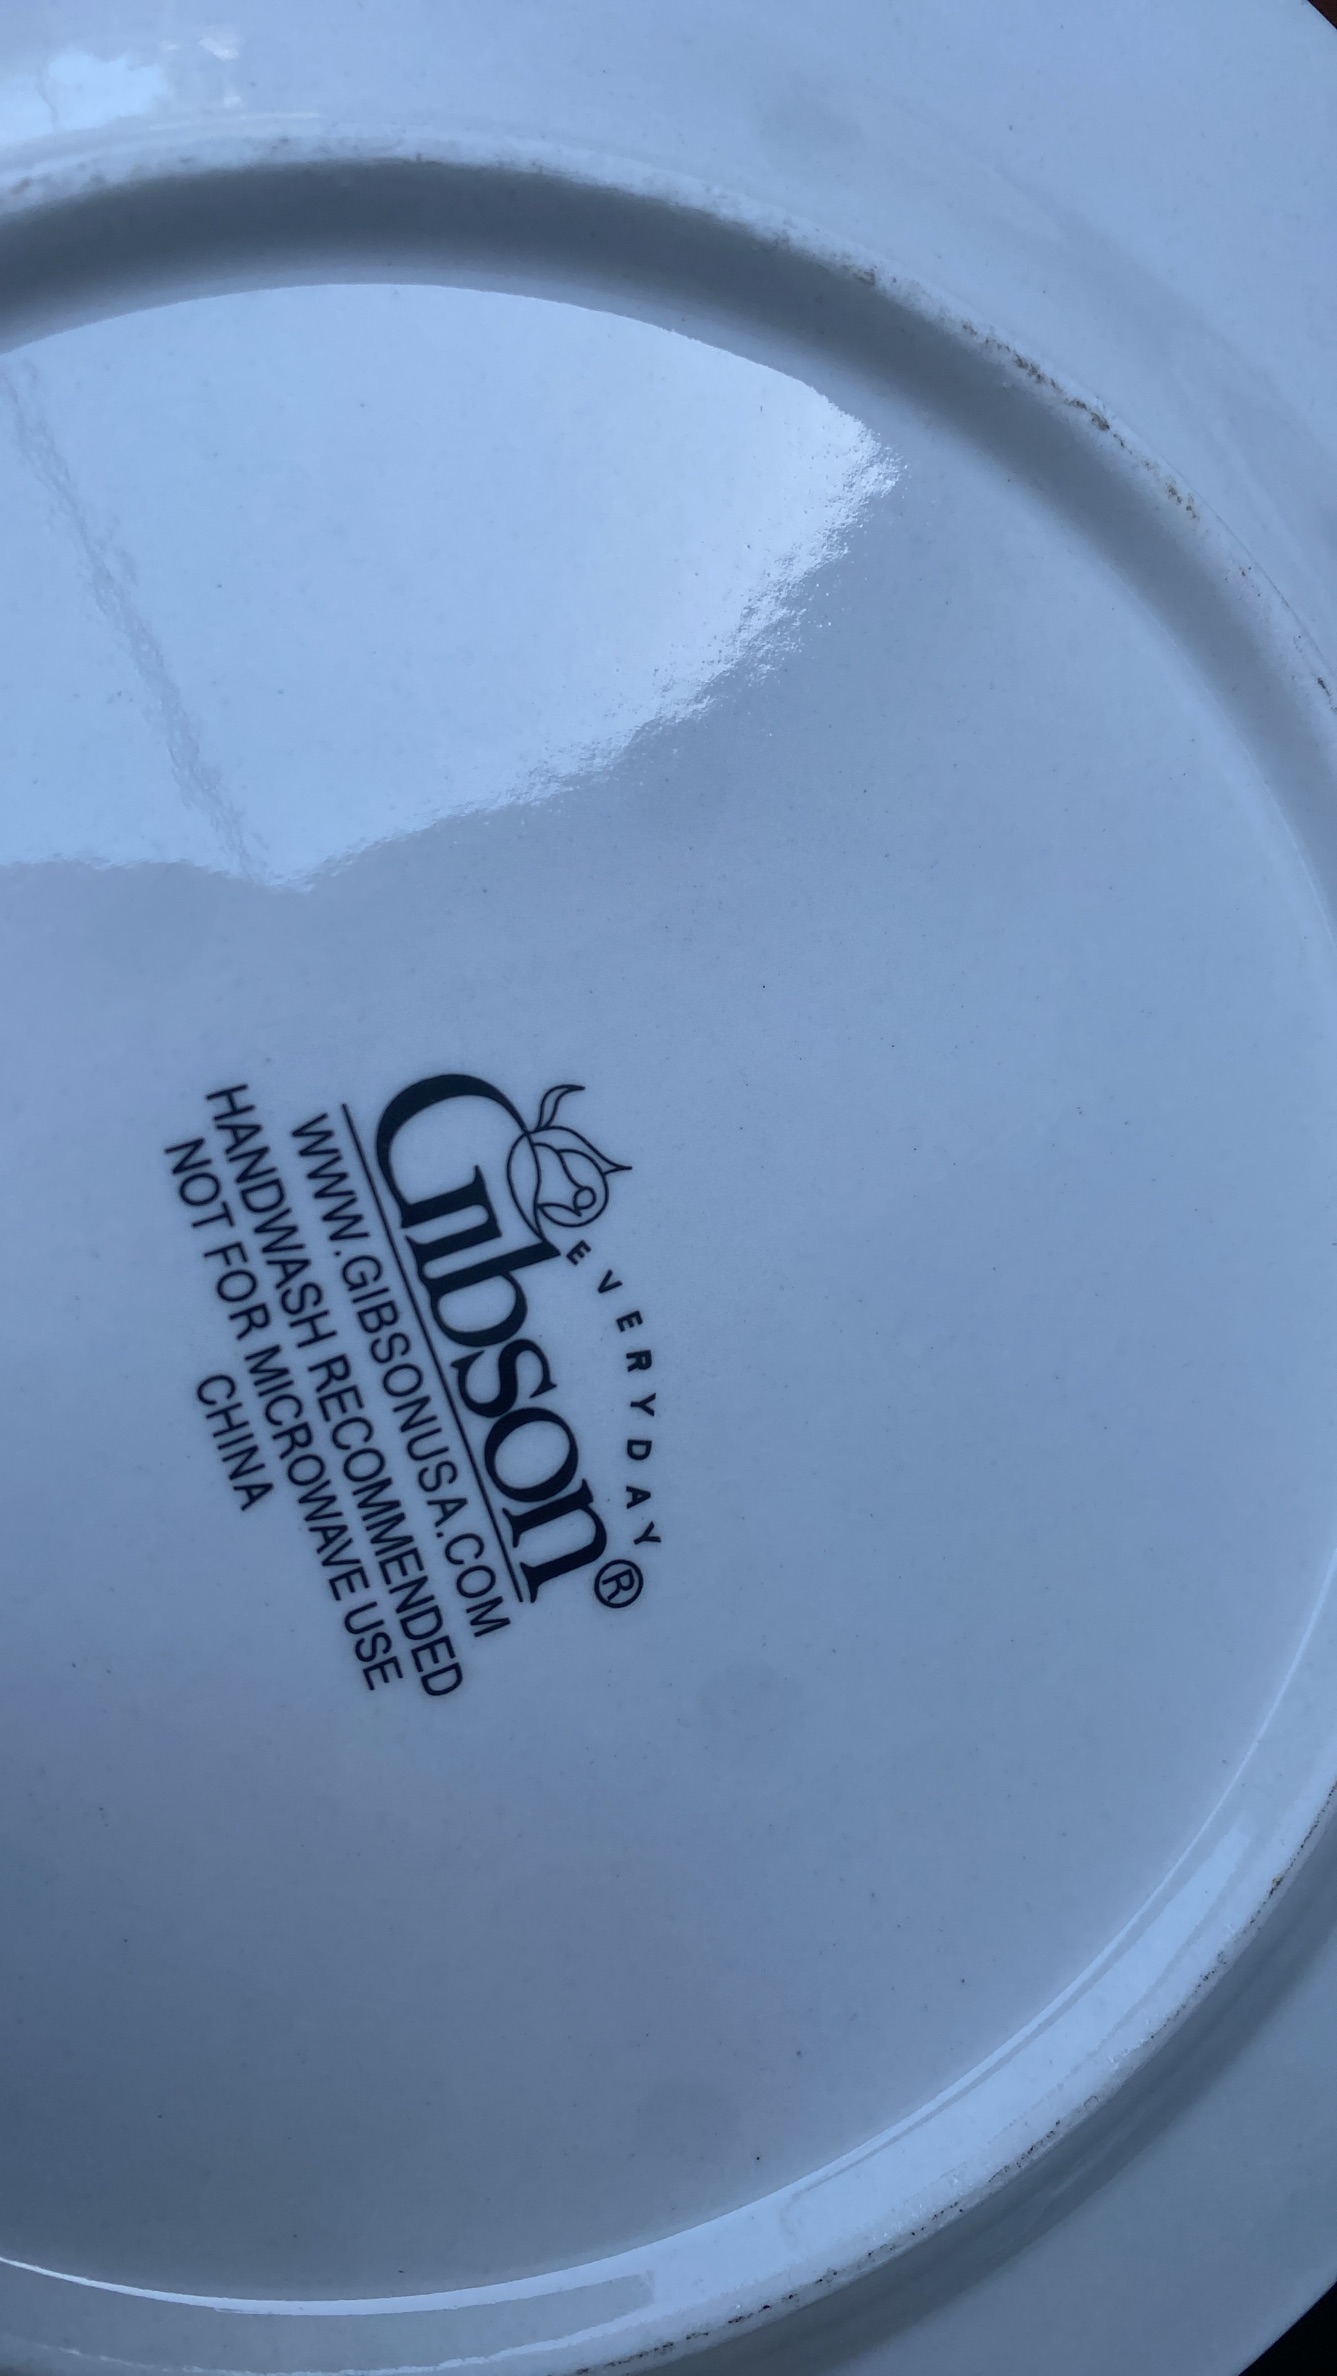 EVERYDAY
Gibson®
WWW.GIBSONUSA.COM
HANDWASH RECOMMENDED
NOT FOR MICROWAVE USE
CHINA